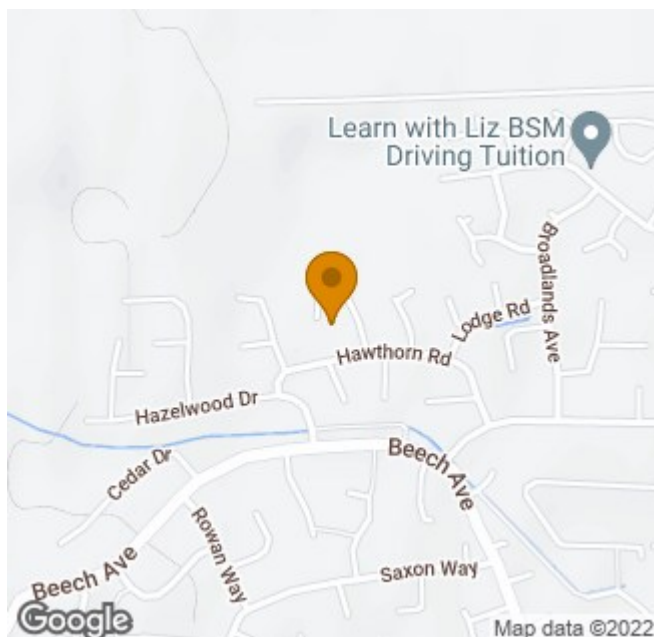 Learn with Liz BSM
Driving Tuition
Broadlands Ave
Lodge Rd
Hawthorn Rd
Hazelwood Dr
Beech Ave
Cedar Dr
Rowan Way
Saxon Way
Beech Ave
Google
Map data ©2022